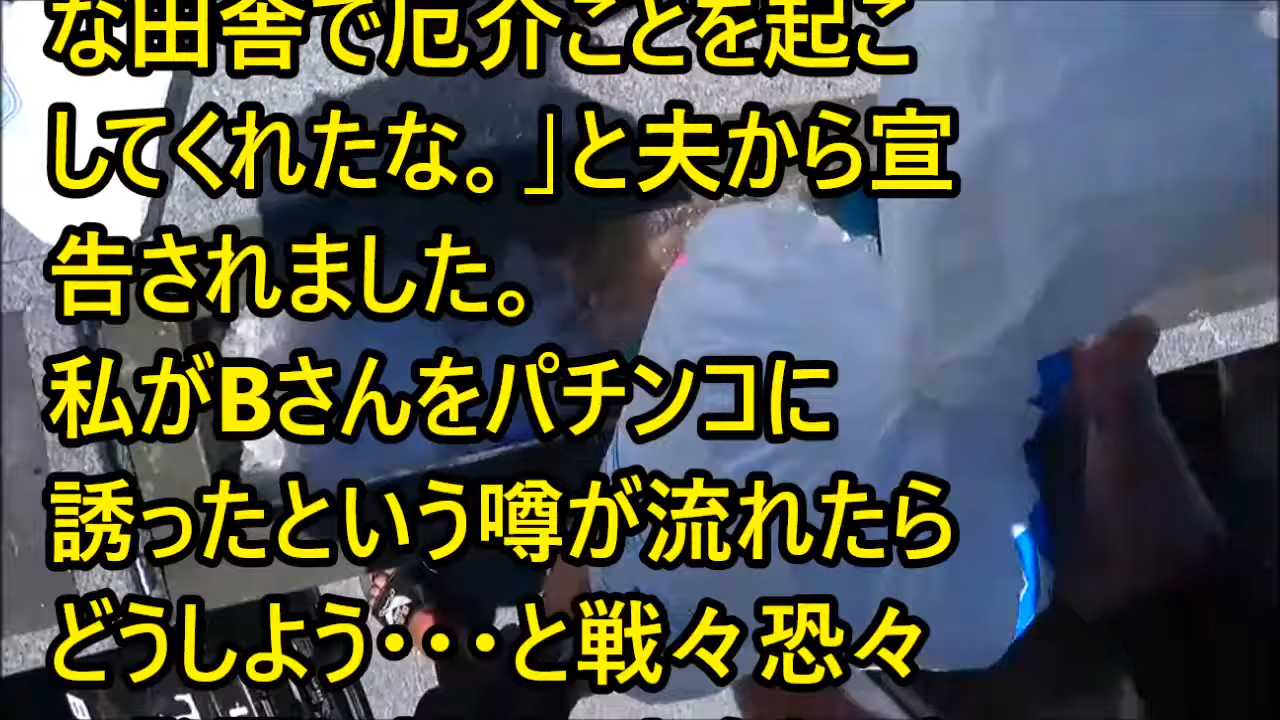 な田舎で厄介ことを起こ
してくれたな。」と夫から宣
告されました。
私がBさんをパチンコに
誘ったという噂が流れたら
どうしよう・・・と戦々恐々